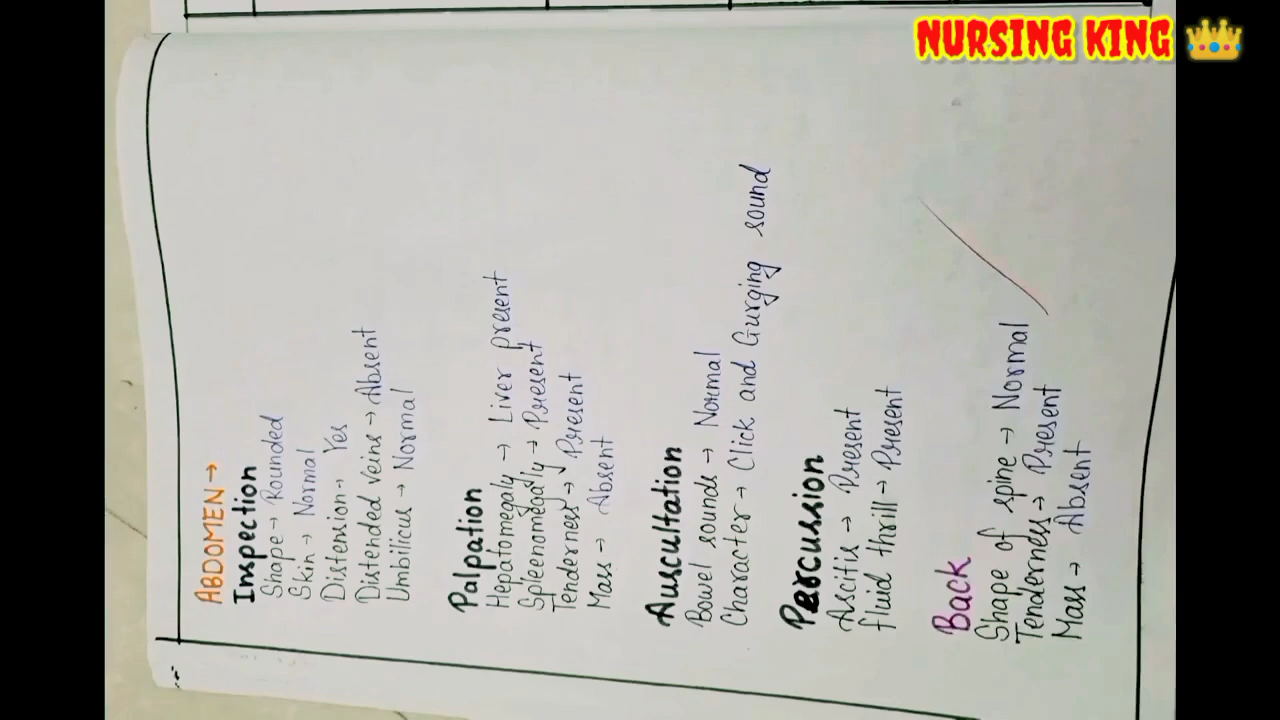 NURSING KING
ABDOMEN →
Inspection
Shape → Rounded
Skin → Normal
Distension → Yes
Distended veins → Absent
Umbilicus → Normal
Palpation
Hepatomegaly → Liver present
Spleenomegally → Present
Tenderness → Present
Mass → Absent
Auscultation
Bowel sounds → Normal
Character → Click and Gurging sound
Percussion
Ascitis → Present
fluid thrill → Present
Back
Shape of spine → Normal
Tenderness → Present
Mass → Absent